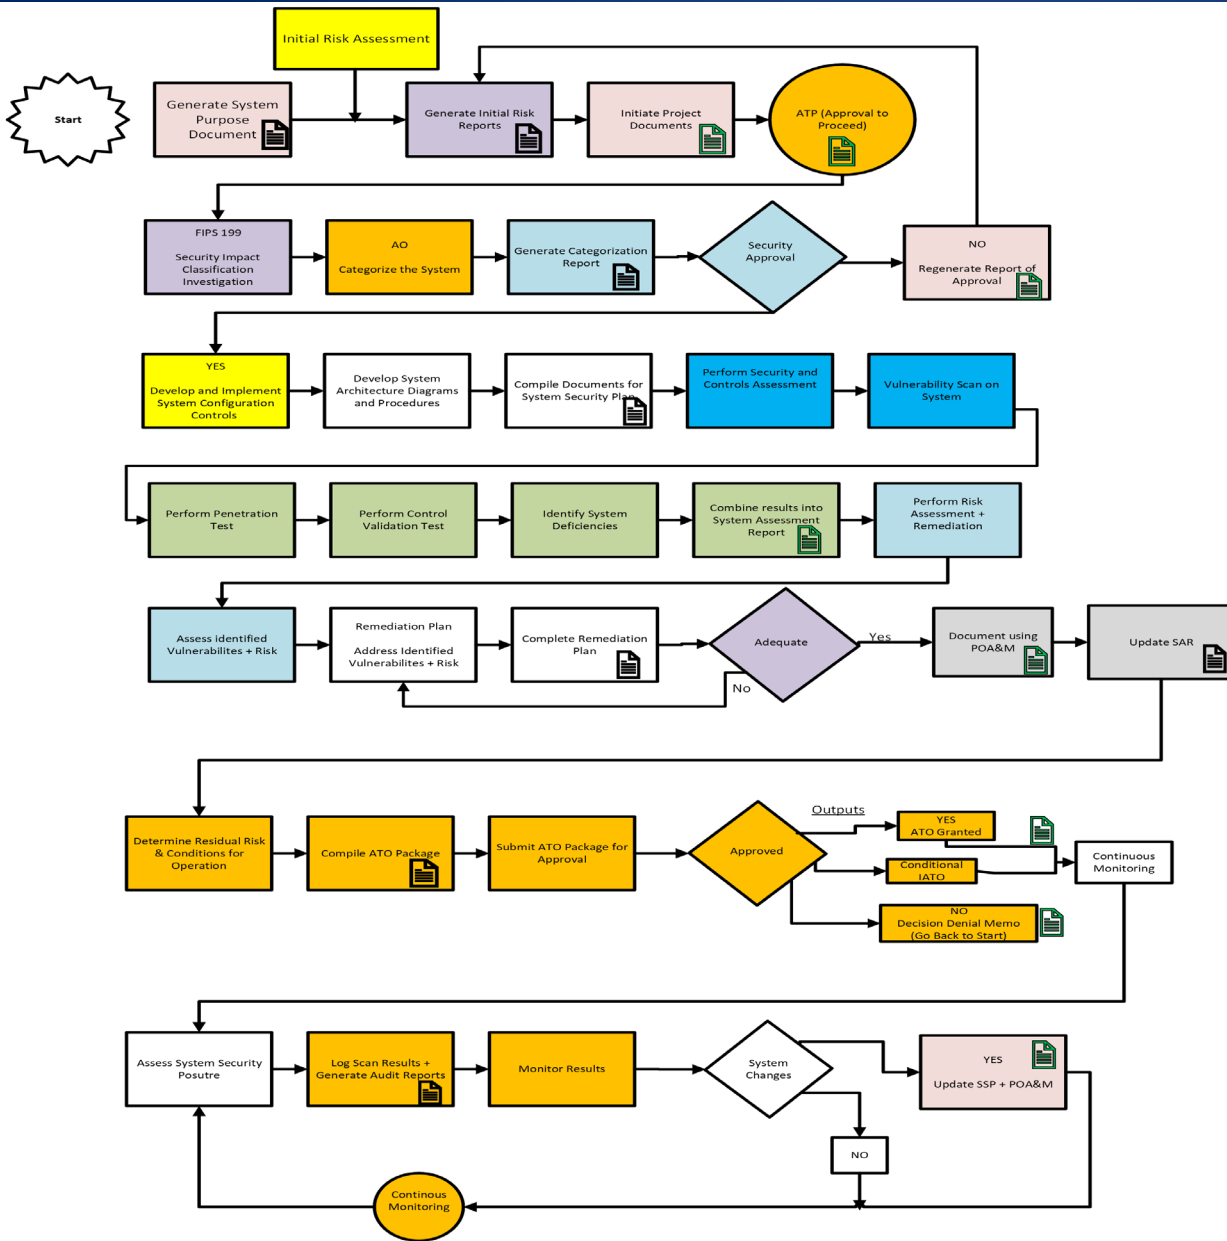 Initial Risk Assessment
Start
Generate System
Purpose
Document
Generate Initial Risk
Reports
Initiate Project
Documents
ATP (Approval to
Proceed)
FIPS 199
Security Impact
Classification
Investigation
AO
Categorize the System
Generate Categorization
Report
Security
Approval
NO
Regenerate Report of
Approval
YES
Develop and Implement
System Configuration
Controls
Develop System
Architecture Diagrams
and Procedures
Compile Documents for
System Security Plan
Perform Security and
Controls Assessment
Vulnerability Scan on
System
Perform Penetration
Test
Perform Control
Validation Test
Identify System
Deficiencies
Combine results into
System Assessment
Report
Perform Risk
Assessment +
Remediation
Assess identified
Vulnerabilites + Risk
Remediation Plan
Address Identified
Vulnerabilites + Risk
Complete Remediation
Plan
Adequate
Yes
No
Document using
POA&M
Update SAR
Determine Residual Risk
& Conditions for
Operation
Compile ATO Package
Submit ATO Package for
Approval
Approved
Outputs
YES
ATO Granted
Conditional
IATO
NO
Decision Denial Memo
(Go Back to Start)
Continuous
Monitoring
Assess System Security
Posutre
Log Scan Results +
Generate Audit Reports
Monitor Results
System
Changes
YES
Update SSP + POA&M
NO
Continous
Monitoring